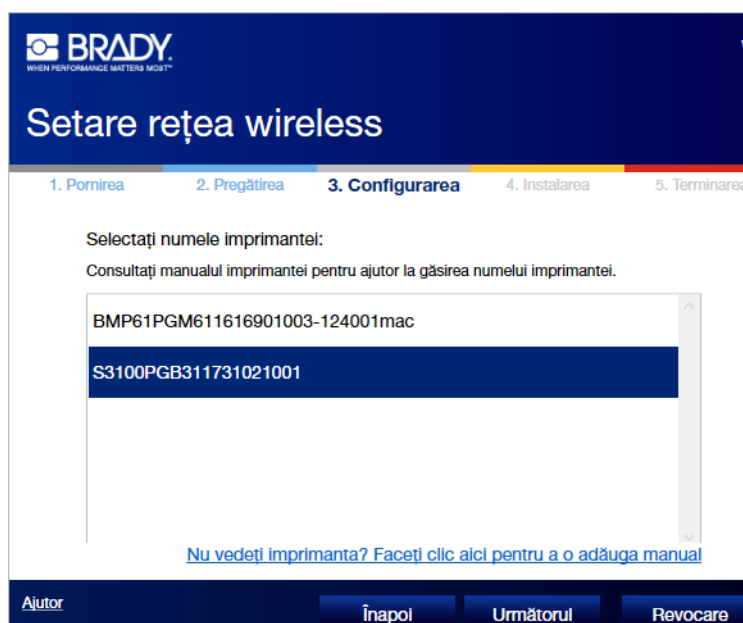 BRADY.
WHEN PERFORMANCE MATTERS MOST™
Setare rețea wireless
1. Pornirea 2. Pregătirea 3. Configurarea 4. Instalarea 5. Terminarea
Selectați numele imprimantei:
Consultați manualul imprimantei pentru ajutor la găsirea numelui imprimantei.
BMP61PGM611616901003-124001mac
S3100PGB311731021001
Nu vedeți imprimanta? Faceți clic aici pentru a o adăuga manual
Ajutor Înapoi Următorul Revocare